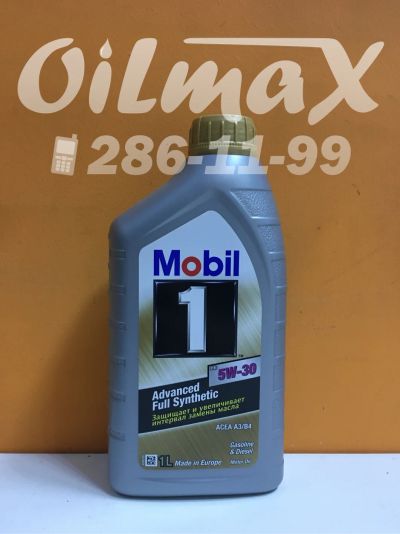 OiLmaX
286-11-99
Mobil
1
5W-30
Advanced
Full Synthetic
Защищает и увеличивает
интервал замены масла
ACEA A3/B4
Gasoline
& Diesel
Motor Oil
1L Made in Europe